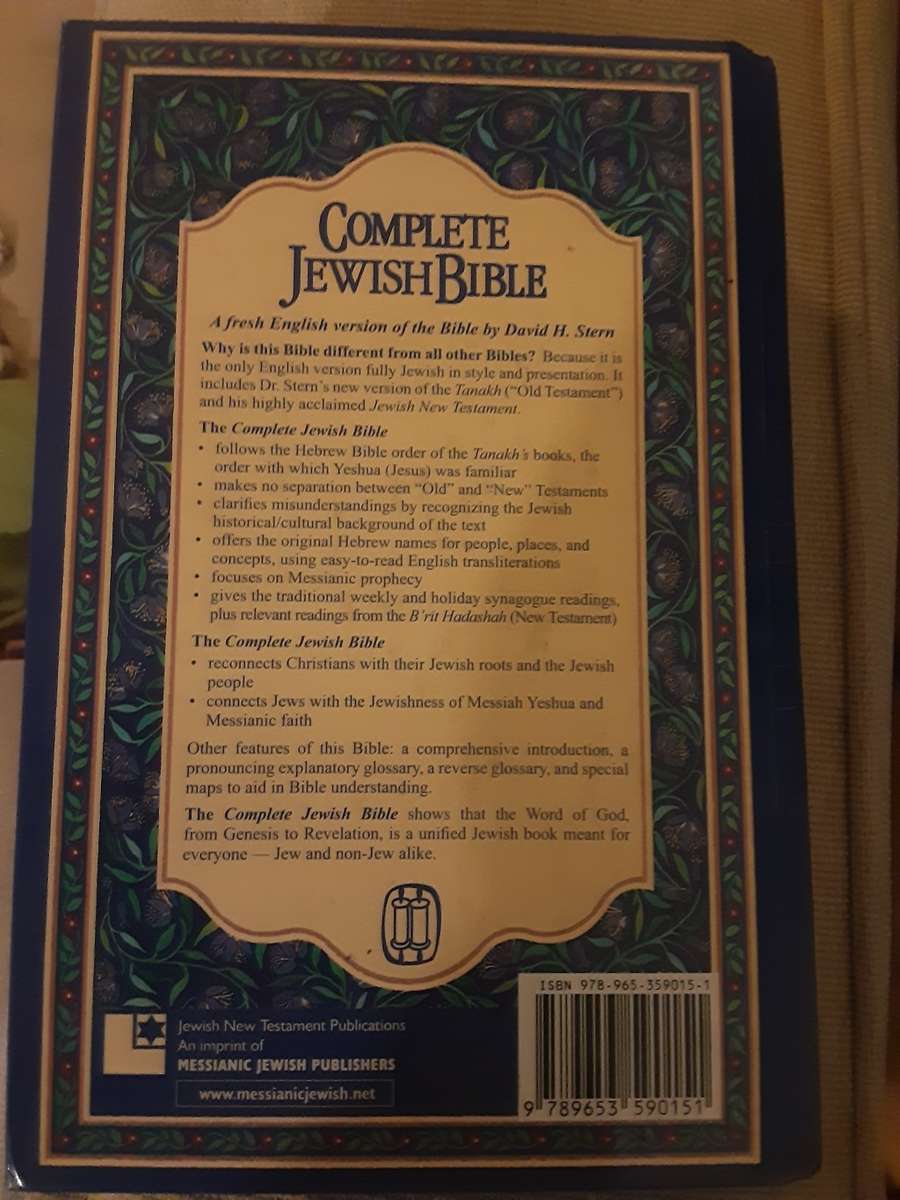 COMPLETE
JEWISH BIBLE
A fresh English version of the Bible by David H. Stern
Why is this Bible different from all other Bibles? Because it is
the only English version fully Jewish in style and presentation. It
includes Dr. Stern's new version of the Tanakh ("Old Testament")
and his highly acclaimed Jewish New Testament.
The Complete Jewish Bible
• follows the Hebrew Bible order of the Tanakh's books, the
order with which Yeshua (Jesus) was familiar
• makes no separation between "Old" and "New" Testaments
• clarifies misunderstandings by recognizing the Jewish
historical/cultural background of the text
• offers the original Hebrew names for people, places, and
concepts, using easy-to-read English transliterations
• focuses on Messianic prophecy
• gives the traditional weekly and holiday synagogue readings,
plus relevant readings from the B'rit Hadashah (New Testament)
The Complete Jewish Bible
• reconnects Christians with their Jewish roots and the Jewish
people
• connects Jews with the Jewishness of Messiah Yeshua and
Messianic faith
Other features of this Bible: a comprehensive introduction, a
pronouncing explanatory glossary, a reverse glossary, and special
maps to aid in Bible understanding.
The Complete Jewish Bible shows that the Word of God,
from Genesis to Revelation, is a unified Jewish book meant for
everyone — Jew and non-Jew alike.
Jewish New Testament Publications
An imprint of
MESSIANIC JEWISH PUBLISHERS
www.messianicjewish.net
ISBN 978-965-359015-1
9 789653 590151